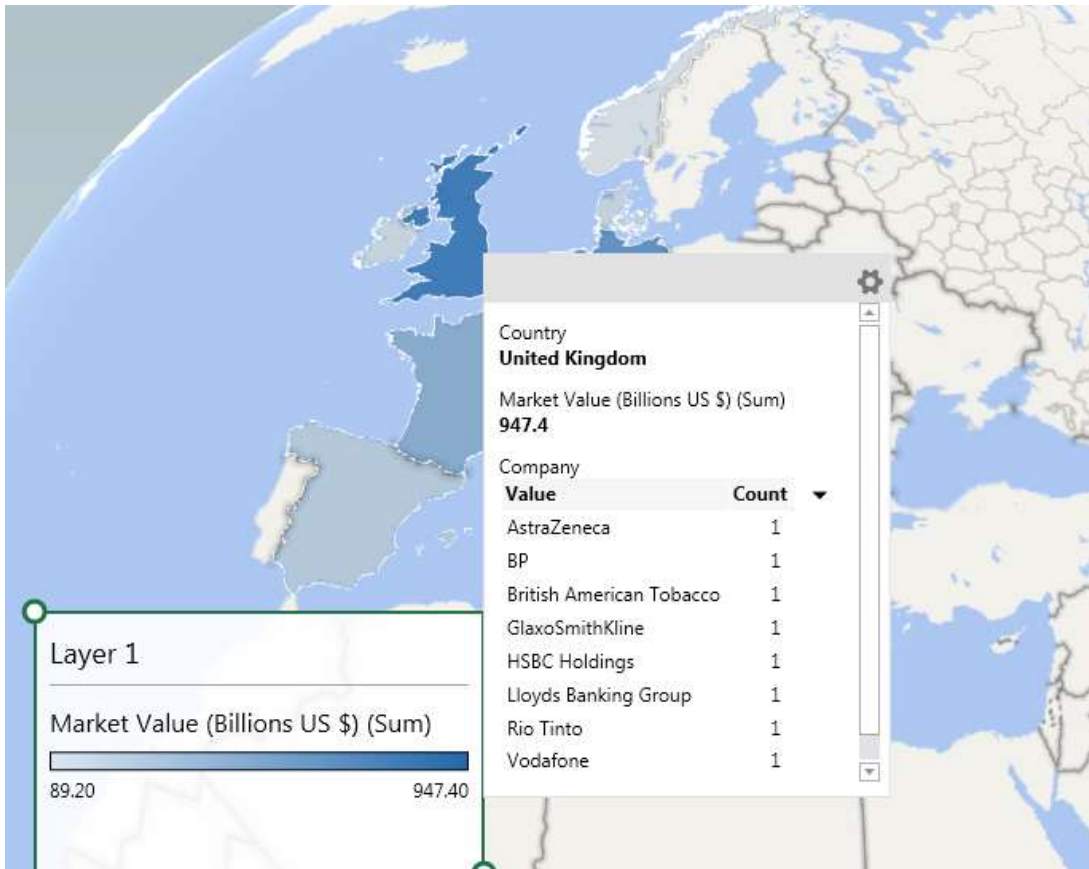 Country
United Kingdom
Market Value (Billions US $) (Sum)
947.4
Company
Value Count
AstraZeneca 1
BP 1
British American Tobacco 1
GlaxoSmithKline 1
HSBC Holdings 1
Lloyds Banking Group 1
Rio Tinto 1
Vodafone 1
Layer 1
Market Value (Billions US $) (Sum)
89.20 947.40